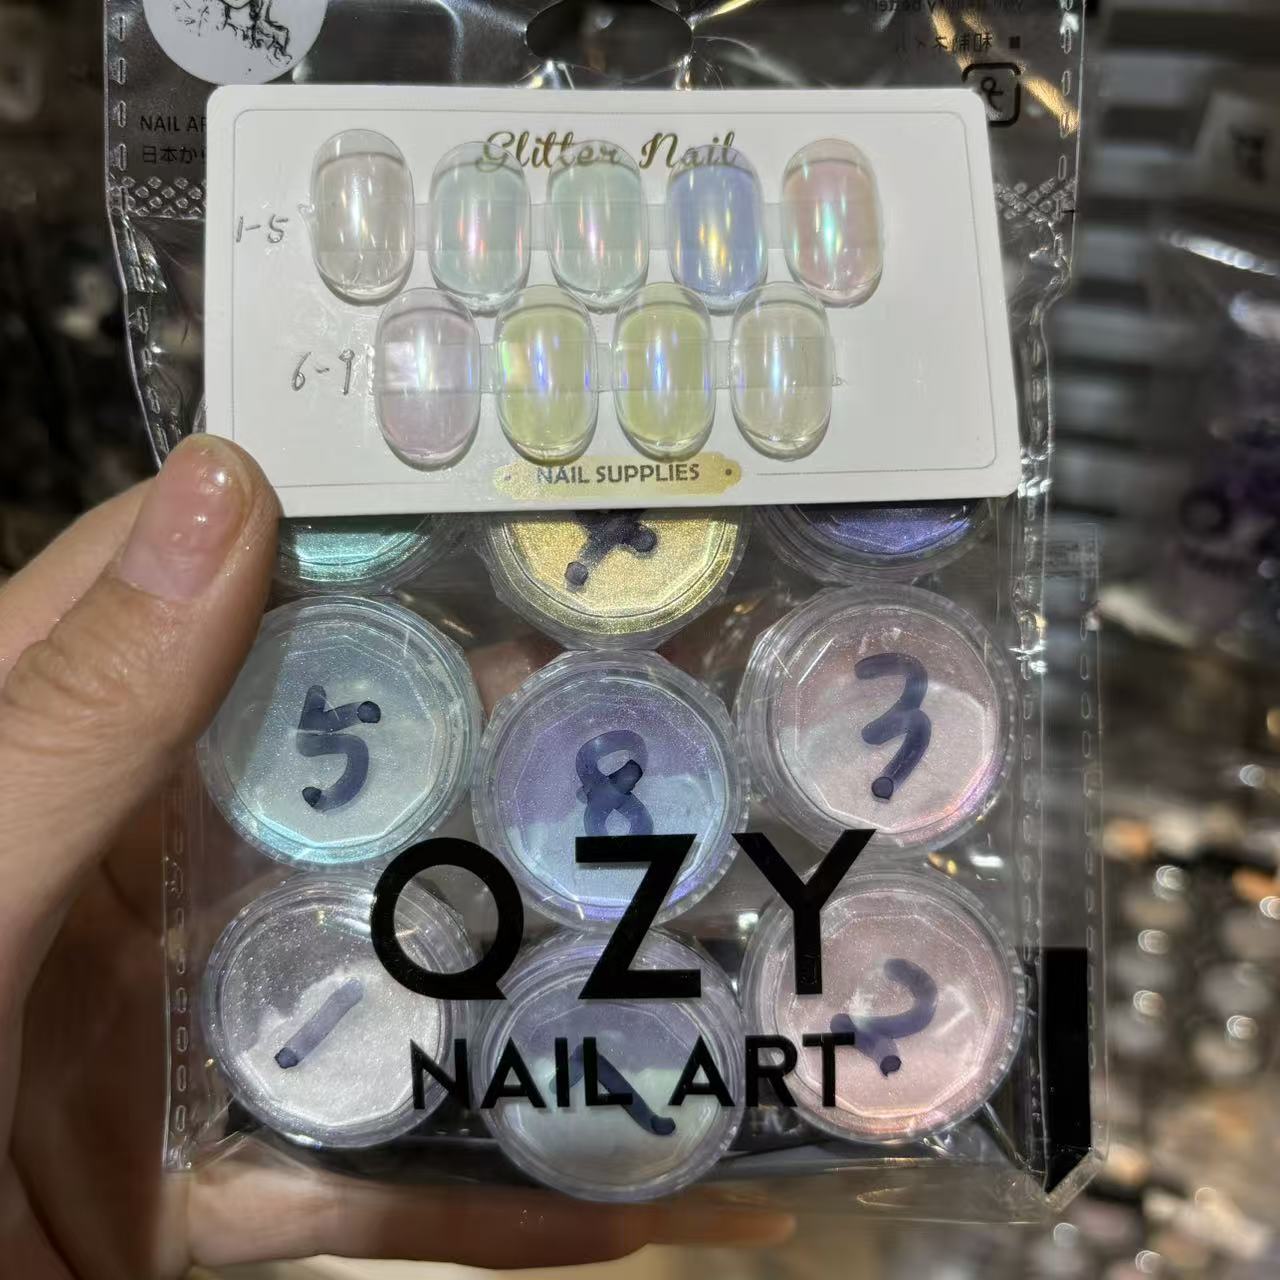 NAIL
日本か
Glitter Nail
1-5
6-9
NAIL SUPPLIES
5
8
3
QZY
1
2
NAIL ART